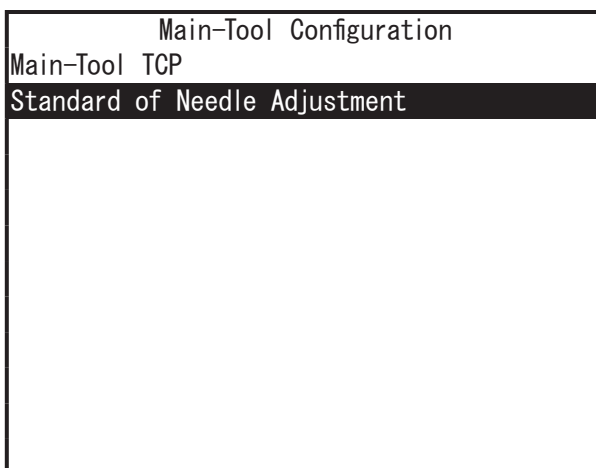 Main-Tool Configuration
Main-Tool TCP
Standard of Needle Adjustment